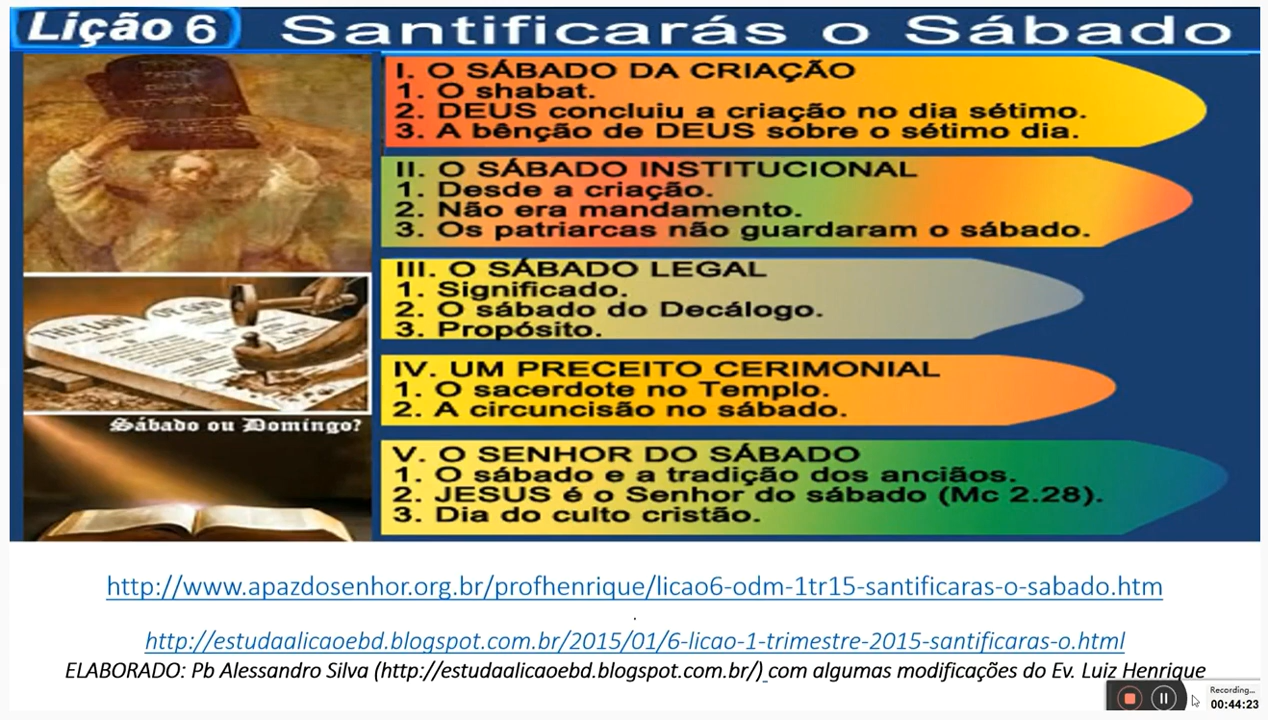 Lição 6
Santificarás o Sábado
I. O SÁBADO DA CRIAÇÃO
1. O shabat.
2. DEUS concluiu a criação no dia sétimo.
3. A bênção de DEUS sobre o sétimo dia.
II. O SÁBADO INSTITUCIONAL
1. Desde a criação.
2. Não era mandamento.
3. Os patriarcas não guardaram o sábado.
III. O SÁBADO LEGAL
1. Significado.
2. O sábado do Decálogo.
3. Propósito.
IV. UM PRECEITO CERIMONIAL
1. O sacerdote no Templo.
2. A circuncisão no sábado.
V. O SENHOR DO SÁBADO
1. O sábado e a tradição dos anciãos.
2. JESUS é o Senhor do sábado (Mc 2.28).
3. Dia do culto cristão.
THE LAW OF GOD
Sábado ou Domingo?
http://www.apazdosenhor.org.br/profhenrique/licao6-odm-1tr15-santificaras-o-sabado.htm
.
http://estudaalicaoebd.blogspot.com.br/2015/01/6-licao-1-trimestre-2015-santificaras-o.html
ELABORADO: Pb Alessandro Silva (http://estudaalicaoebd.blogspot.com.br/) com algumas modificações do Ev. Luiz Henrique
Recording...
00:44:23